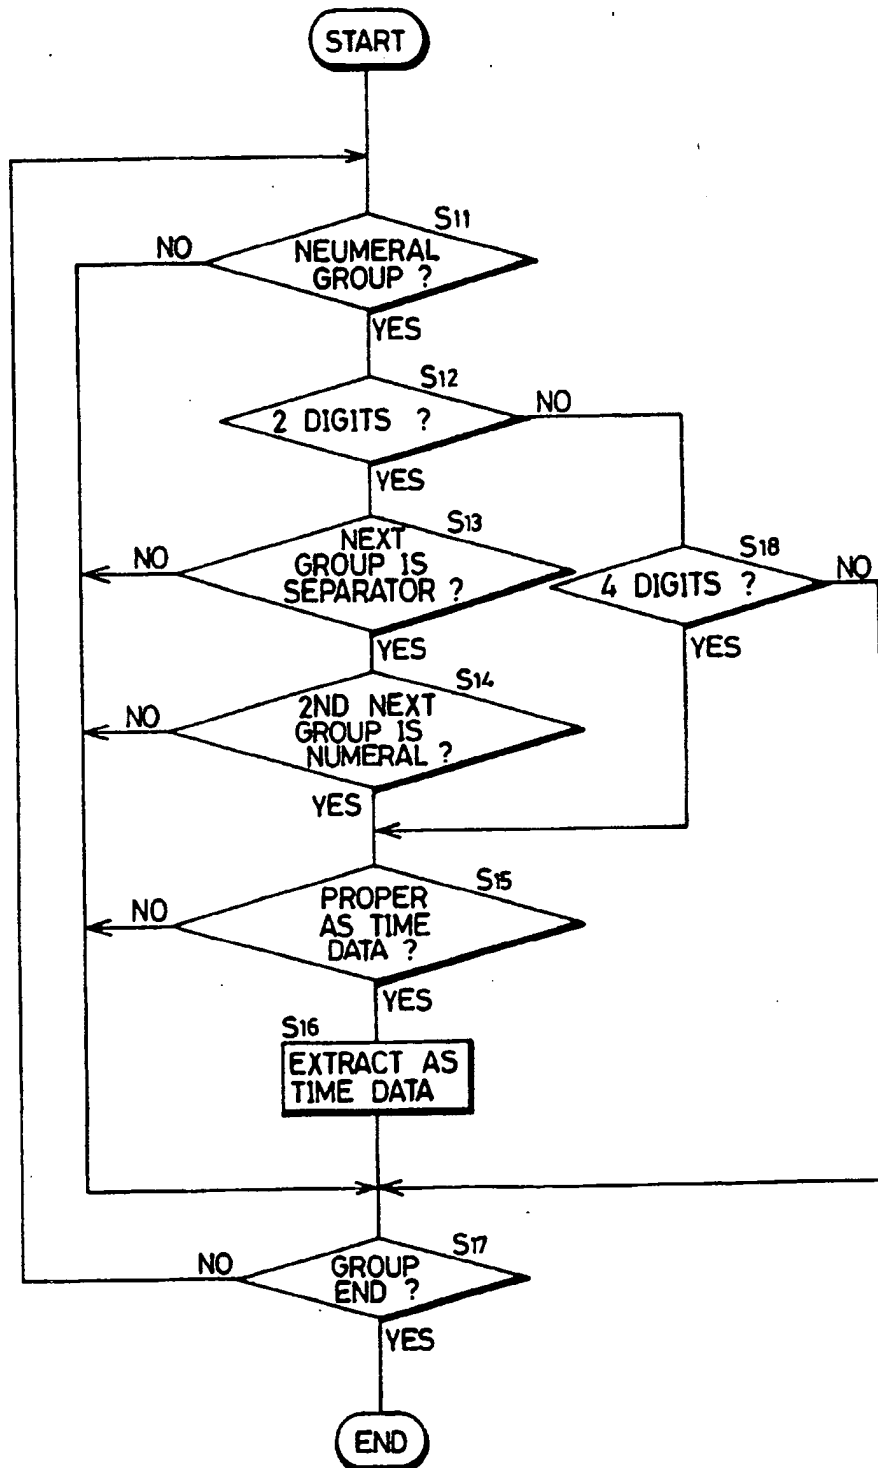 START
S11
NO
NEUMERAL
GROUP ?
YES
S12
2 DIGITS ?
NO
YES
S13
NO
NEXT
GROUP IS
SEPARATOR ?
YES
S18
4 DIGITS ?
NO
YES
S14
NO
2ND NEXT
GROUP IS
NUMERAL ?
YES
S15
NO
PROPER
AS TIME
DATA ?
YES
S16
EXTRACT AS
TIME DATA
S17
NO
GROUP
END ?
YES
END